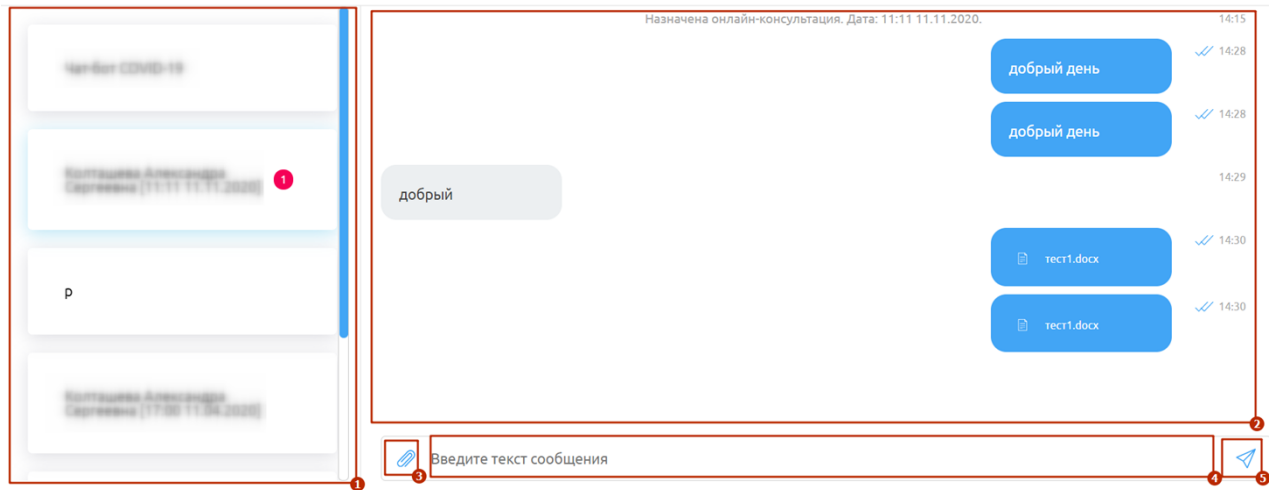 р
1
Назначена онлайн-консультация. Дата: 11:11 11.11.2020.
14:15
добрый день
14:28
добрый день
14:28
14:29
добрый
14:30
тест1.docx
14:30
тест1.docx
Введите текст сообщения
1
2
3
4
5